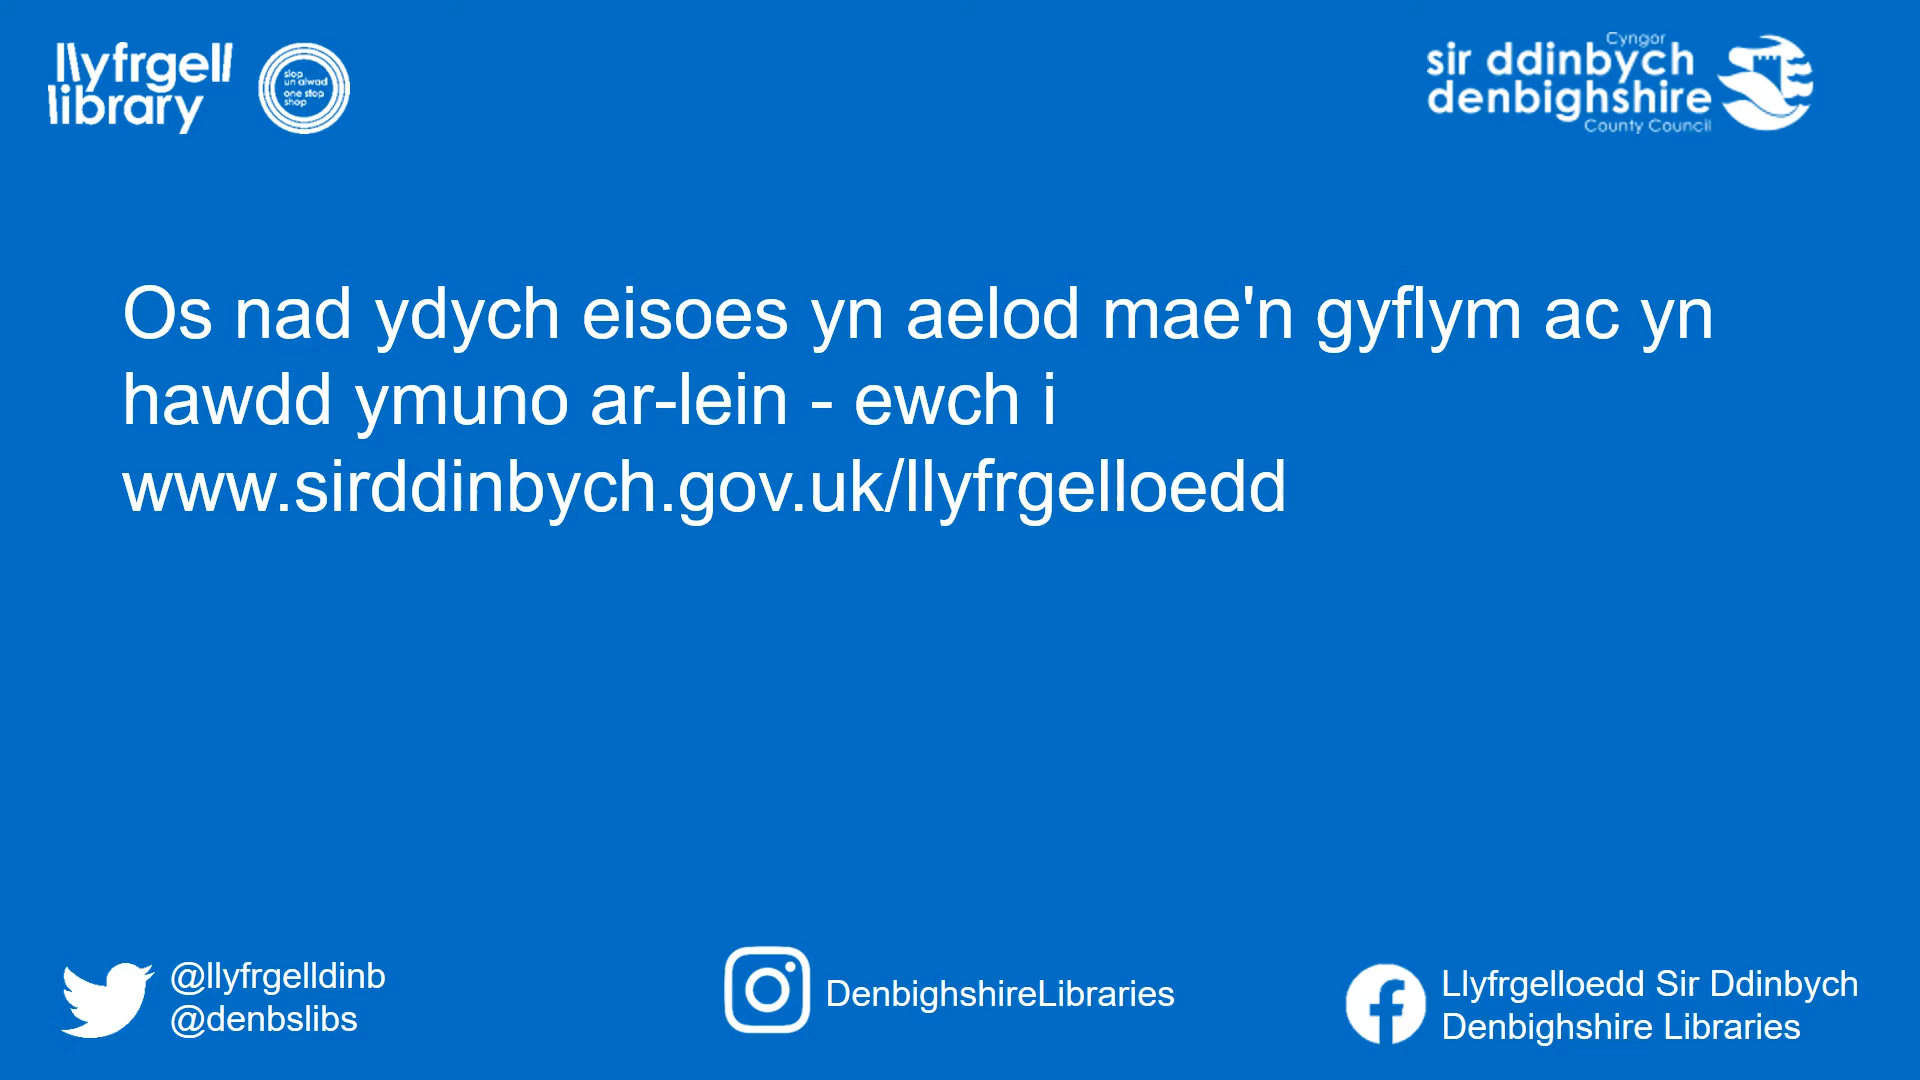 llyfrgell
library
siop
un alwad
one stop
shop
Cyngor
sir ddinbych
denbighshire
County Council
Os nad ydych eisoes yn aelod mae'n gyflym ac yn
hawdd ymuno ar-lein - ewch i
www.sirddinbych.gov.uk/llyfrgelloedd
@llyfrgelldinb
@denbslibs
DenbighshireLibraries
Llyfrgelloedd Sir Ddinbych
Denbighshire Libraries